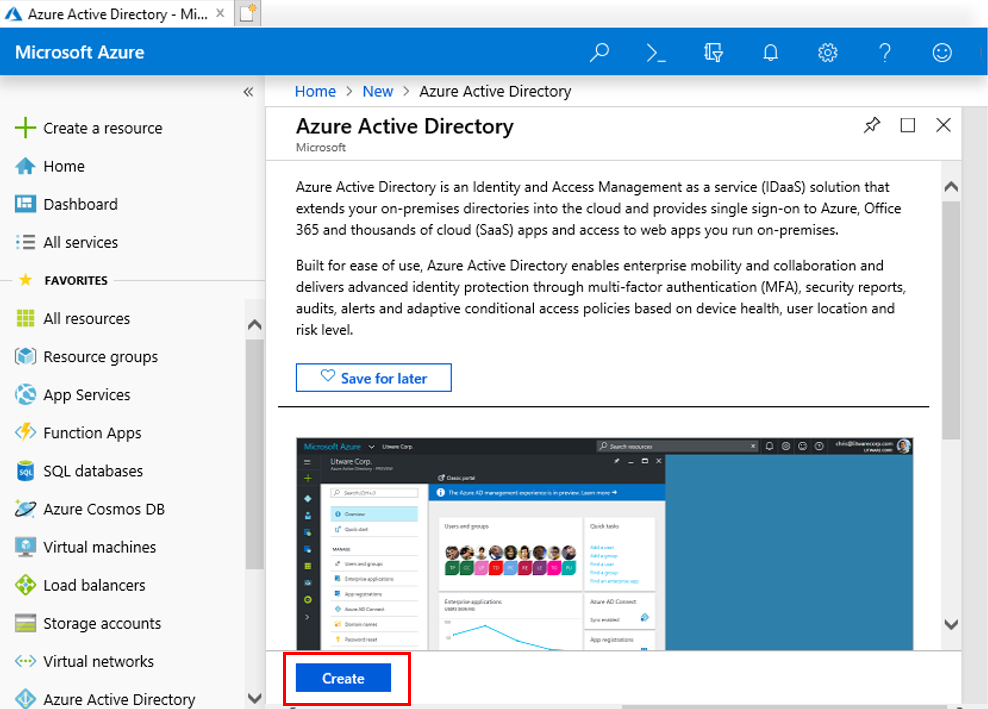 Azure Active Directory - Mi...
Microsoft Azure
Home > New > Azure Active Directory
Create a resource
Home
Dashboard
All services
FAVORITES
All resources
Resource groups
App Services
Function Apps
SQL databases
Azure Cosmos DB
Virtual machines
Load balancers
Storage accounts
Virtual networks
Azure Active Directory
Azure Active Directory
Microsoft
Azure Active Directory is an Identity and Access Management as a service (IDaaS) solution that
extends your on-premises directories into the cloud and provides single sign-on to Azure, Office
365 and thousands of cloud (SaaS) apps and access to web apps you run on-premises.
Built for ease of use, Azure Active Directory enables enterprise mobility and collaboration and
delivers advanced identity protection through multi-factor authentication (MFA), security reports,
audits, alerts and adaptive conditional access policies based on device health, user location and
risk level.
Save for later
Microsoft Azure Litware Corp.
Search resources
chris@litwarecorp.com
LITWARE CORP.
Litware Corp.
Azure Active Directory - PREVIEW
Classic portal
Search (Ctrl+/)
The Azure AD management experience is in preview. Learn more
Overview
Quick start
MANAGE
Users and groups
Enterprise applications
App registrations
Azure AD Connect
Domain names
Password reset
Users and groups
Quick tasks
Add a user
Add a group
Find a user
Find a group
Find an enterprise app
Enterprise applications
USERS SIGN INS
Azure AD Connect
Sync enabled
App registrations
Create